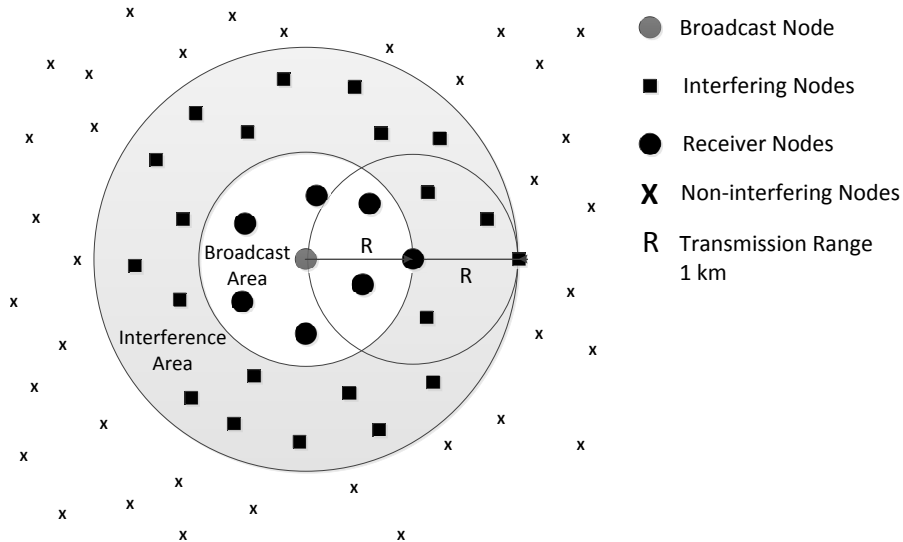 Broadcast Node
Interfering Nodes
Receiver Nodes
X Non-interfering Nodes
R Transmission Range
1 km
R
R
Broadcast
Area
Interference
Area